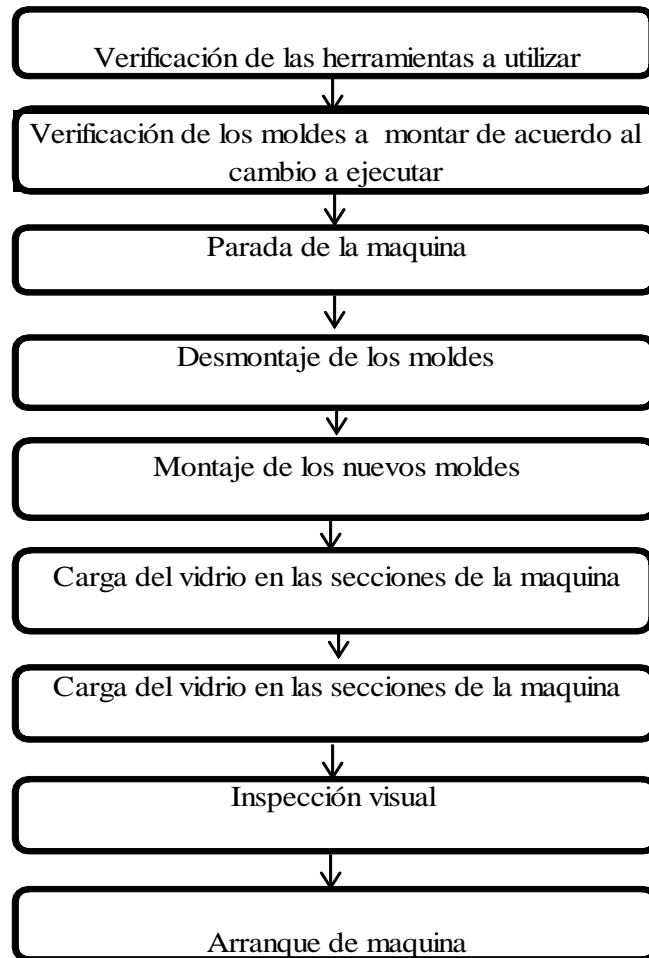 Verificación de las herramientas a utilizar
Verificación de los moldes a montar de acuerdo al
cambio a ejecutar
Parada de la maquina
Desmontaje de los moldes
Montaje de los nuevos moldes
Carga del vidrio en las secciones de la maquina
Carga del vidrio en las secciones de la maquina
Inspección visual
Arranque de maquina